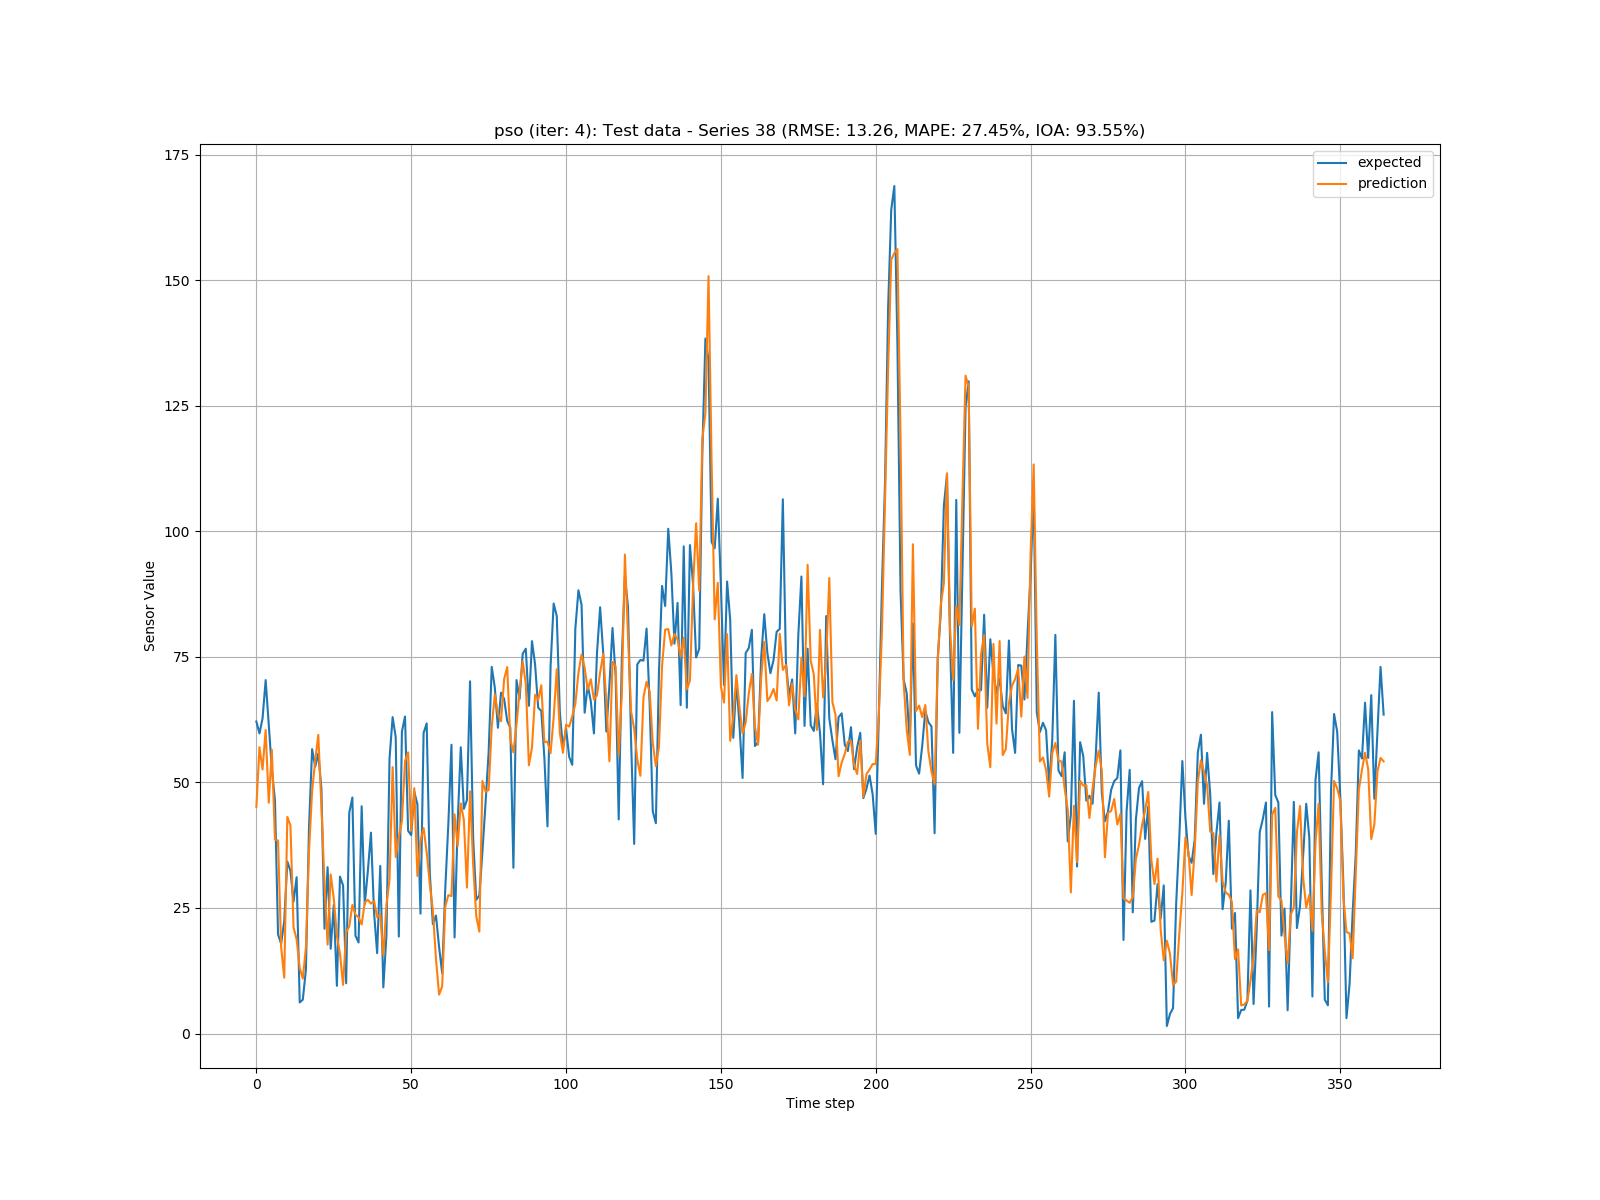 pso (iter: 4): Test data - Series 38 (RMSE: 13.26, MAPE: 27.45%, IOA: 93.55%)
expected
prediction
175
150
125
100
75
50
25
0
Sensor Value
0 50 100 150 200 250 300 350
Time step